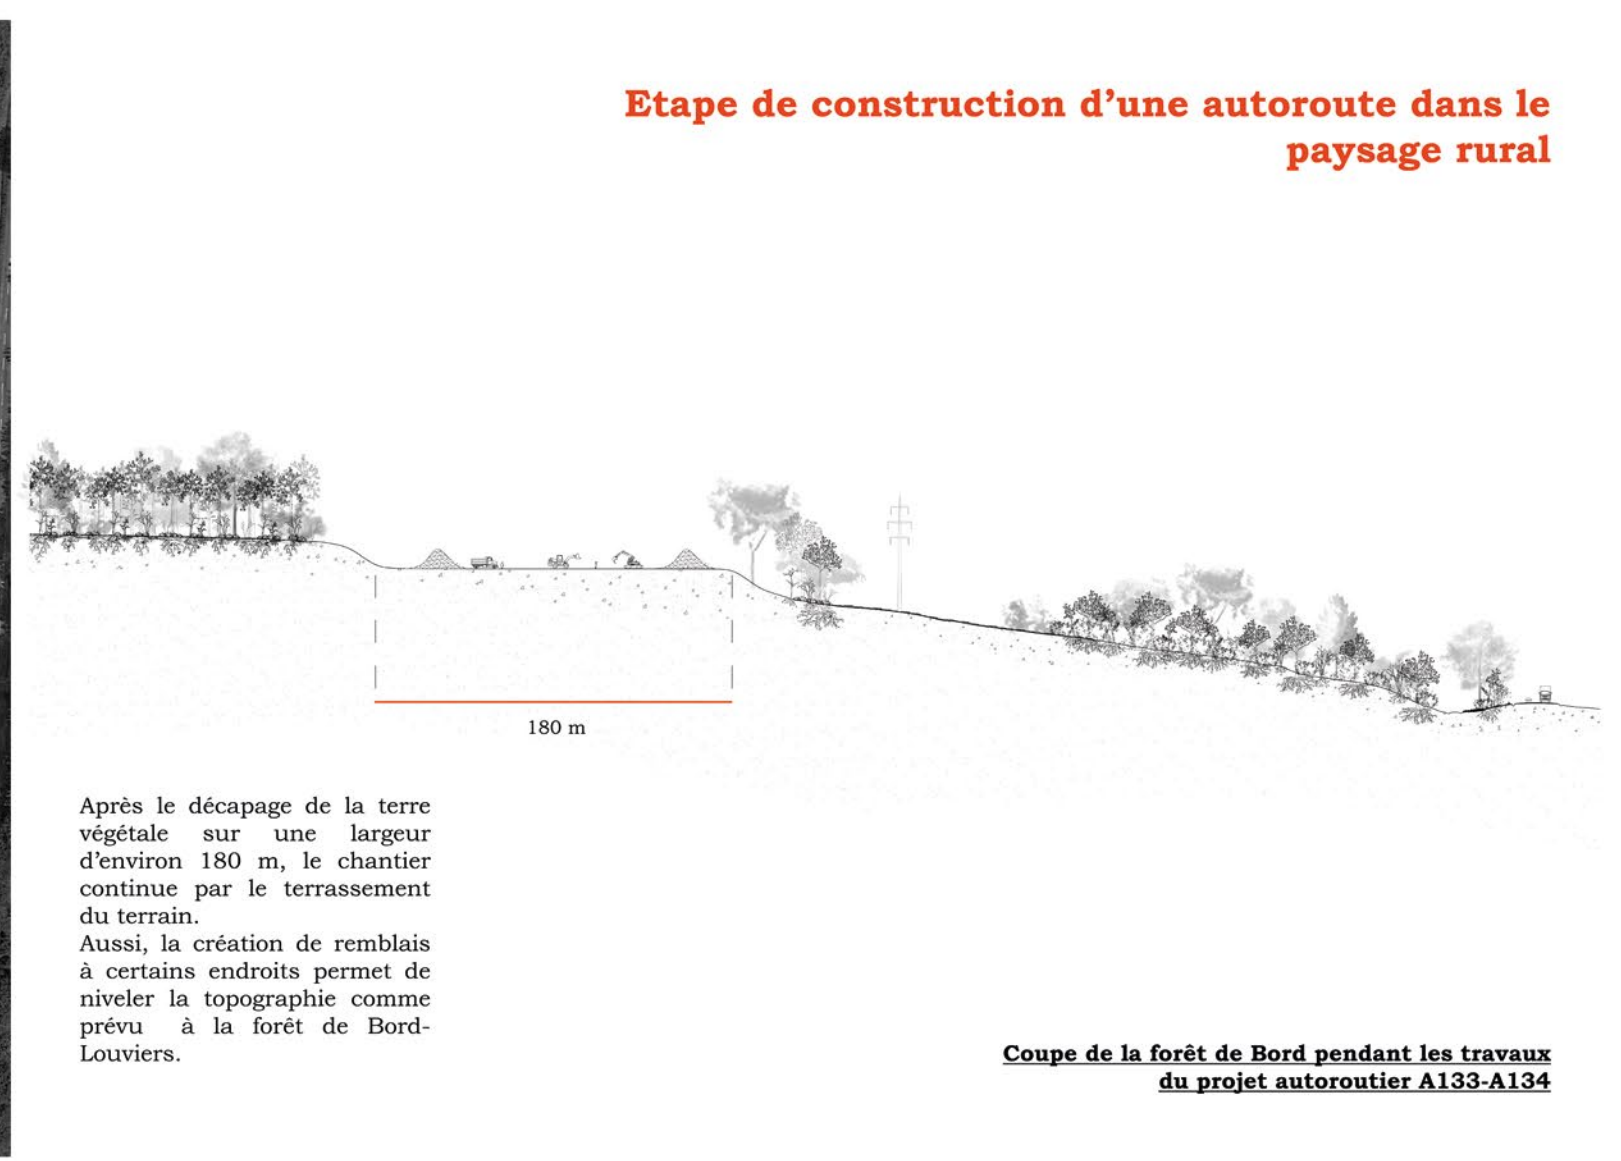 Etape de construction d’une autoroute dans le
paysage rural
180 m
Après le décapage de la terre
végétale sur une largeur
d’environ 180 m, le chantier
continue par le terrassement
du terrain.
Aussi, la création de remblais
à certains endroits permet de
niveler la topographie comme
prévu à la forêt de Bord-
Louviers.
Coupe de la forêt de Bord pendant les travaux
du projet autoroutier A133-A134